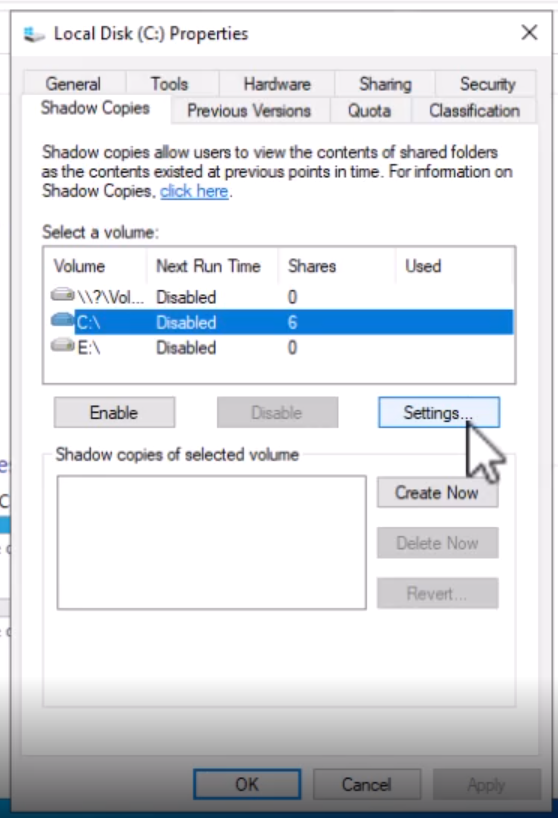 Local Disk (C:) Properties
General Tools Hardware Sharing Security
Shadow Copies Previous Versions Quota Classification
Shadow copies allow users to view the contents of shared folders
as the contents existed at previous points in time. For information on
Shadow Copies, click here.
Select a volume:
Volume Next Run Time Shares Used
\\?\Vol... Disabled 0
C:\ Disabled 6
E:\ Disabled 0
Enable Disable Settings...
Shadow copies of selected volume
Create Now
Delete Now
Revert...
OK Cancel Apply